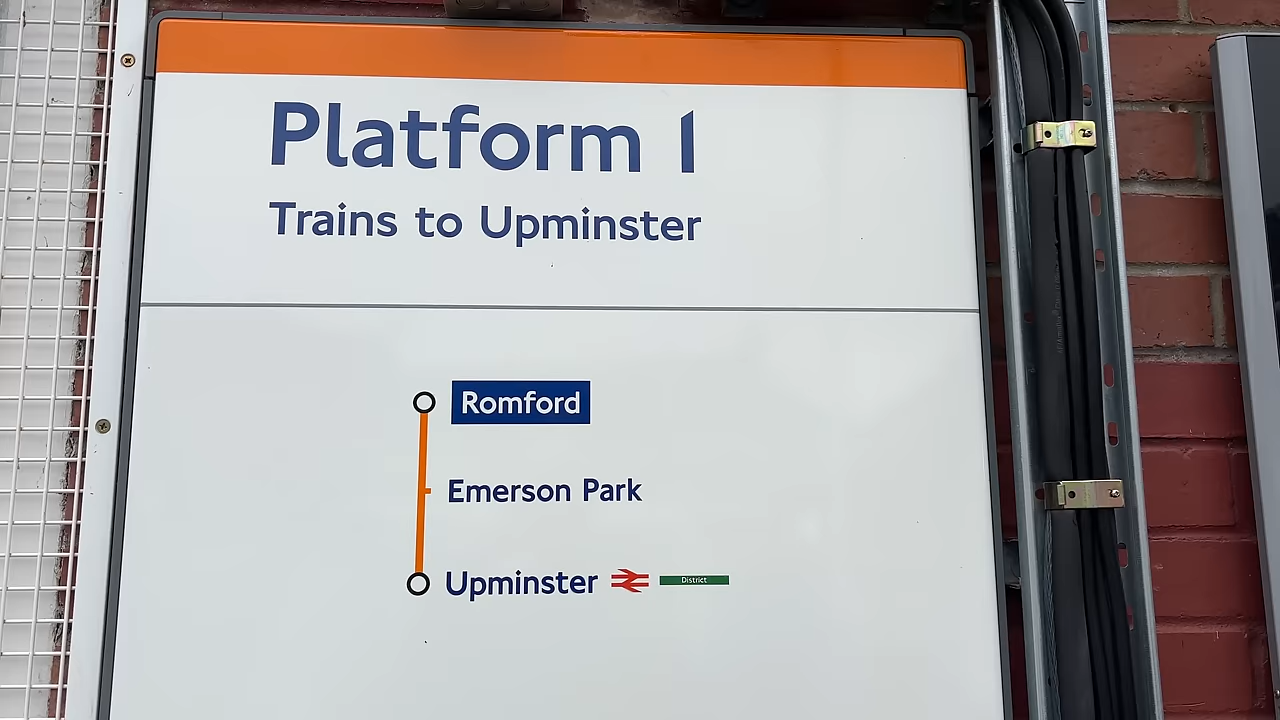 Platform 1
Trains to Upminster
Romford
Emerson Park
Upminster
District